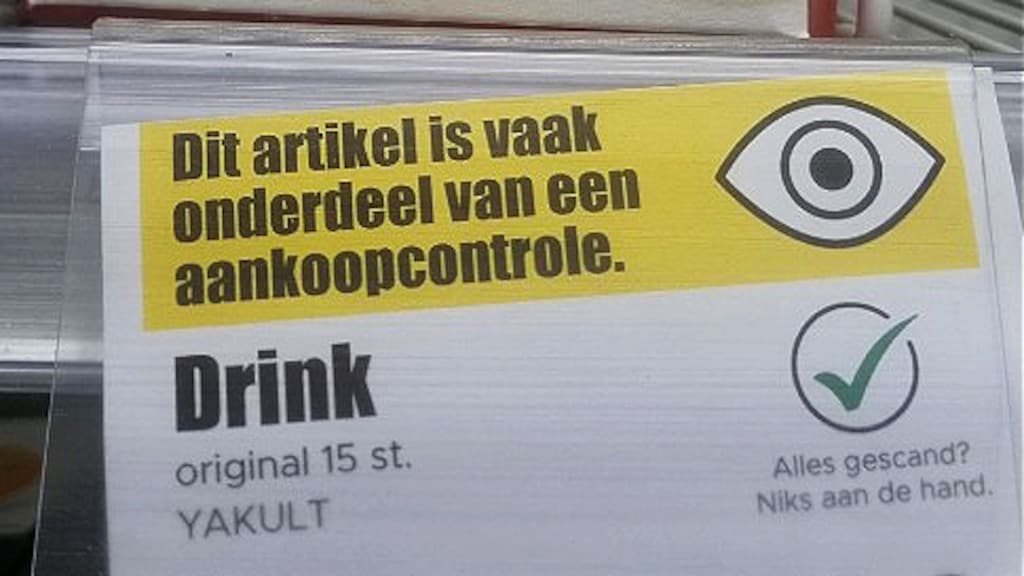 Dit artikel is vaak
onderdeel van een
aankoopcontrole.
Drink
original 15 st.
YAKULT
Alles gescand?
Niks aan de hand.